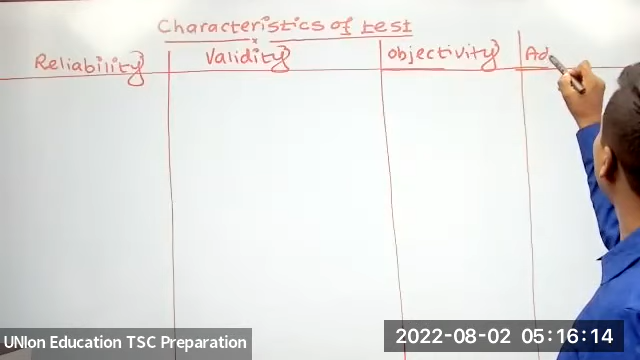 Characteristics of test
Reliability Validity Objectivity Ad
UNIon Education TSC Preparation
2022-08-02 05:16:14